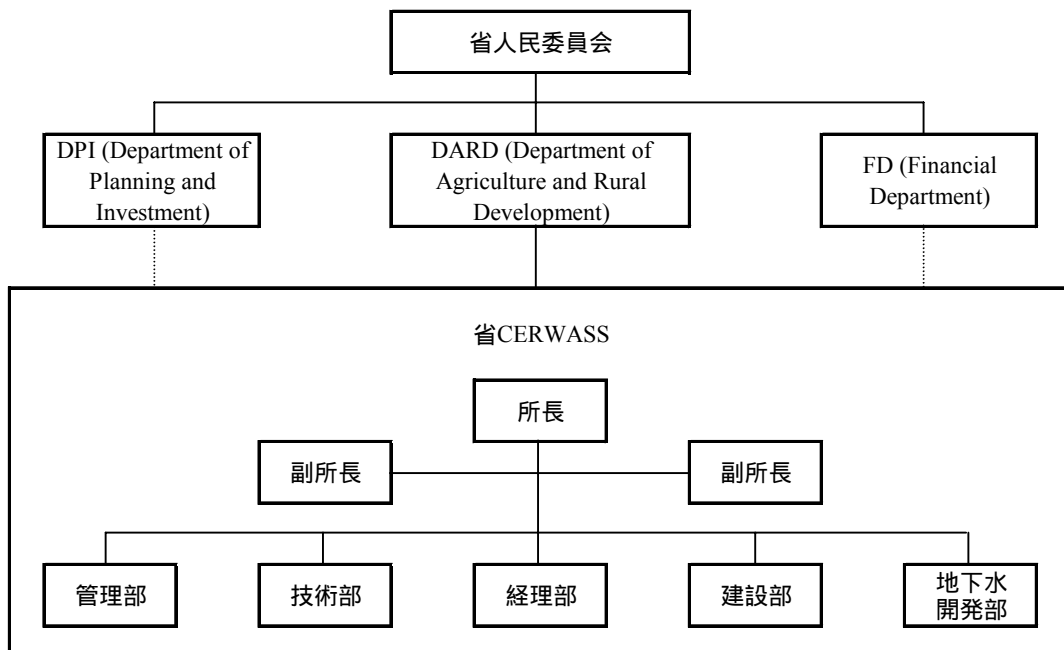 省人民委員会
DPI (Department of
Planning and
Investment)
DARD (Department of
Agriculture and Rural
Development)
FD (Financial
Department)
省CERWASS
所長
副所長
副所長
管理部
技術部
経理部
建設部
地下水
開発部